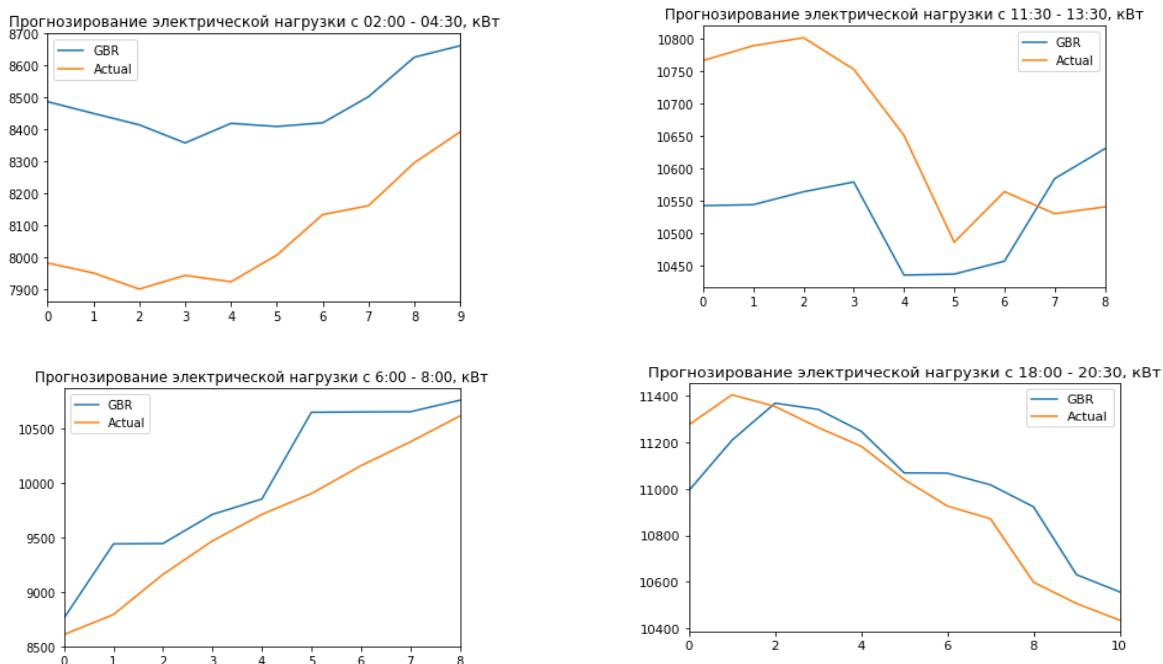 Прогнозирование электрической нагрузки с 02:00 - 04:30, кВт
8700
8600
8500
8400
8300
8200
8100
8000
7900
GBR
Actual
0 1 2 3 4 5 6 7 8 9
Прогнозирование электрической нагрузки с 11:30 - 13:30, кВт
10800
10750
10700
10650
10600
10550
10500
10450
GBR
Actual
0 1 2 3 4 5 6 7 8
Прогнозирование электрической нагрузки с 6:00 - 8:00, кВт
10500
10000
9500
9000
8500
GBR
Actual
0 1 2 3 4 5 6 7 8
Прогнозирование электрической нагрузки с 18:00 - 20:30, кВт
11400
11200
11000
10800
10600
10400
GBR
Actual
0 2 4 6 8 10